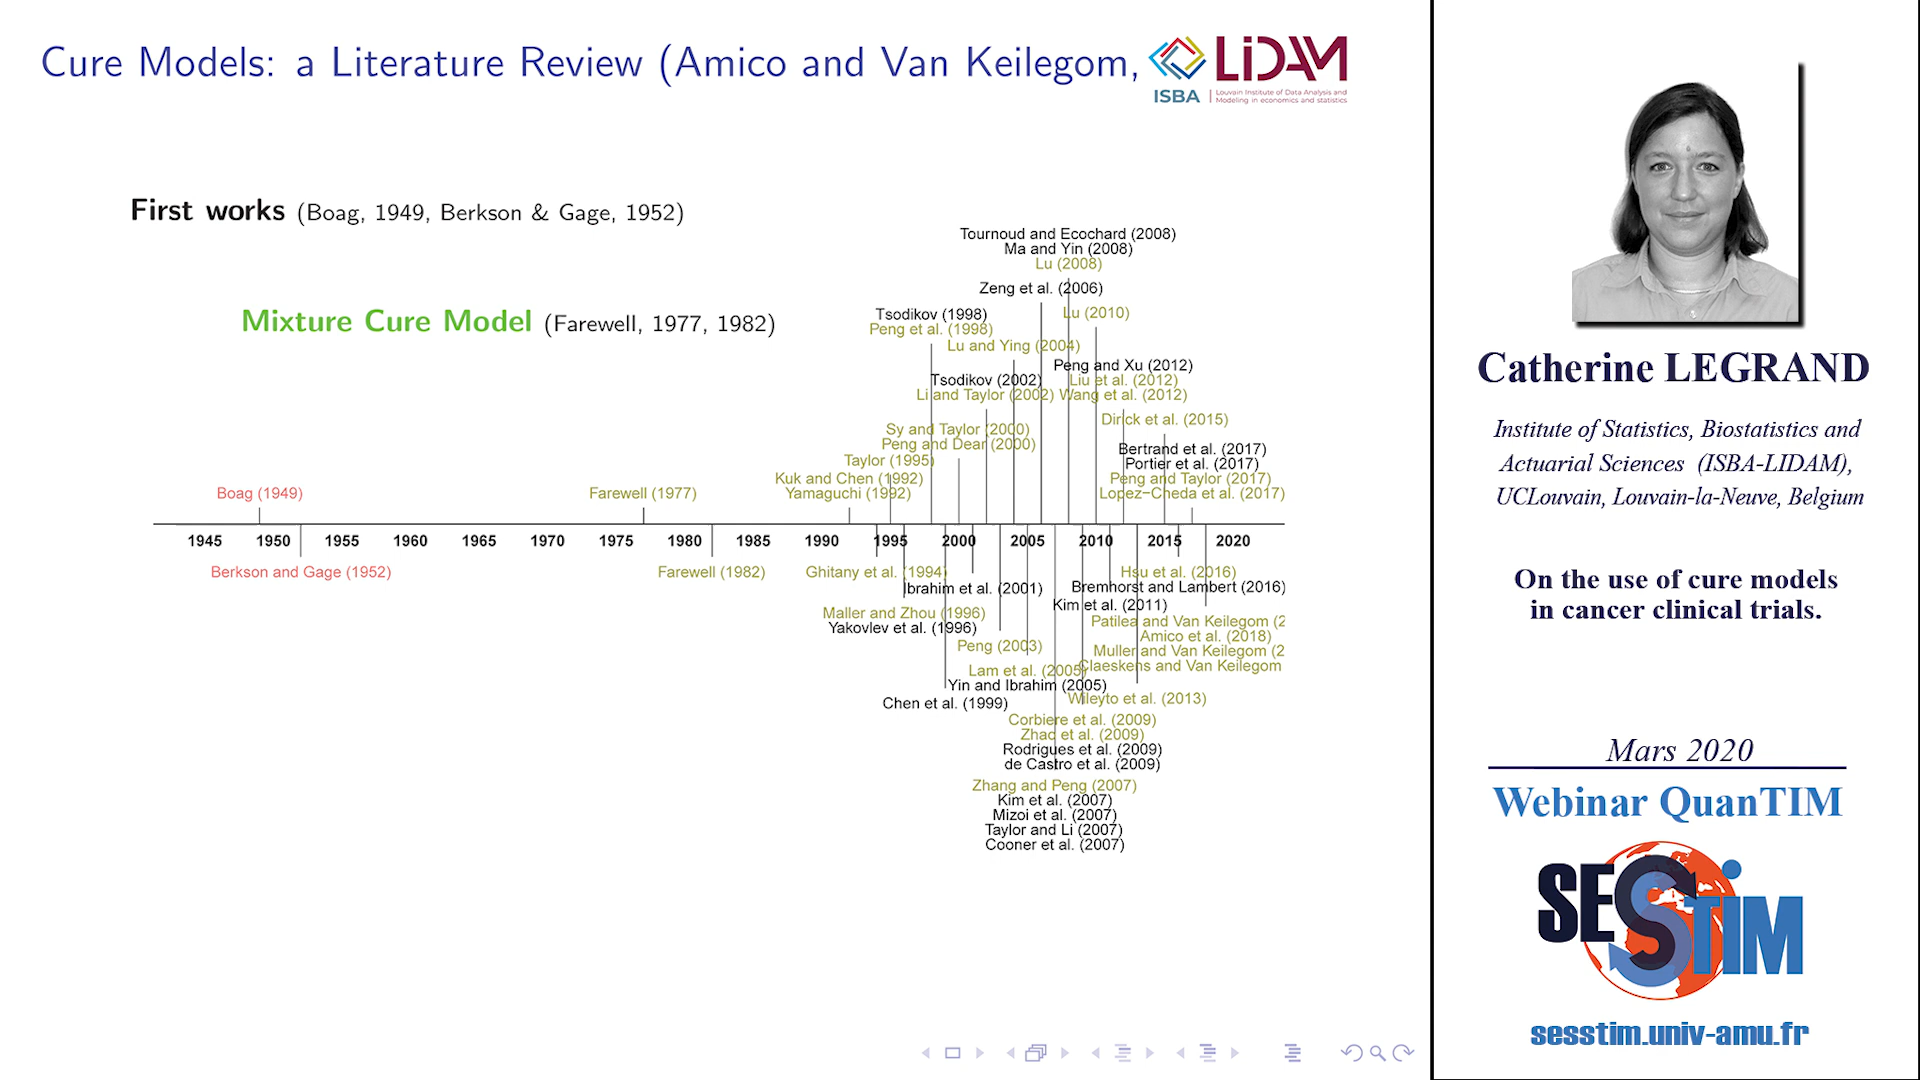 Cure Models: a Literature Review (Amico and Van Keilegom,
ISBA
LiDAM
Louvain Institute of Data Analysis and
Modeling in economics and statistics
First works (Boag, 1949, Berkson & Gage, 1952)
Mixture Cure Model (Farewell, 1977, 1982)
Tournoud and Ecochard (2008)
Ma and Yin (2008)
Lu (2008)
Zeng et al. (2006)
Tsodikov (1998)
Lu (2010)
Peng et al. (1998)
Lu and Ying (2004)
Peng and Xu (2012)
Tsodikov (2002)
Liu et al. (2012)
Li and Taylor (2002)
Wang et al. (2012)
Dirick et al. (2015)
Sy and Taylor (2000)
Peng and Dear (2000)
Bertrand et al. (2017)
Taylor (1995)
Portier et al. (2017)
Kuk and Chen (1992)
Peng and Taylor (2017)
Boag (1949)
Farewell (1977)
Yamaguchi (1992)
Lopez-Cheda et al. (2017)
1945 1950 1955 1960 1965 1970 1975 1980 1985 1990 1995 2000 2005 2010 2015 2020
Berkson and Gage (1952)
Farewell (1982)
Ghitany et al. (1994)
Hsu et al. (2016)
Ibrahim et al. (2001)
Bremhorst and Lambert (2016)
Kim et al. (2011)
Maller and Zhou (1996)
Patilea and Van Keilegom (2
Yakovlev et al. (1996)
Amico et al. (2018)
Peng (2003)
Muller and Van Keilegom (2
Lam et al. (2005)
Claeskens and Van Keilegom
Yin and Ibrahim (2005)
Wileyto et al. (2013)
Chen et al. (1999)
Corbiere et al. (2009)
Zhao et al. (2009)
Rodrigues et al. (2009)
de Castro et al. (2009)
Zhang and Peng (2007)
Kim et al. (2007)
Mizoi et al. (2007)
Taylor and Li (2007)
Cooner et al. (2007)
Catherine LEGRAND
Institute of Statistics, Biostatistics and
Actuarial Sciences (ISBA-LIDAM),
UCLouvain, Louvain-la-Neuve, Belgium
On the use of cure models
in cancer clinical trials.
Mars 2020
Webinar QuanTIM
SESSTIM
sesstim.univ-amu.fr